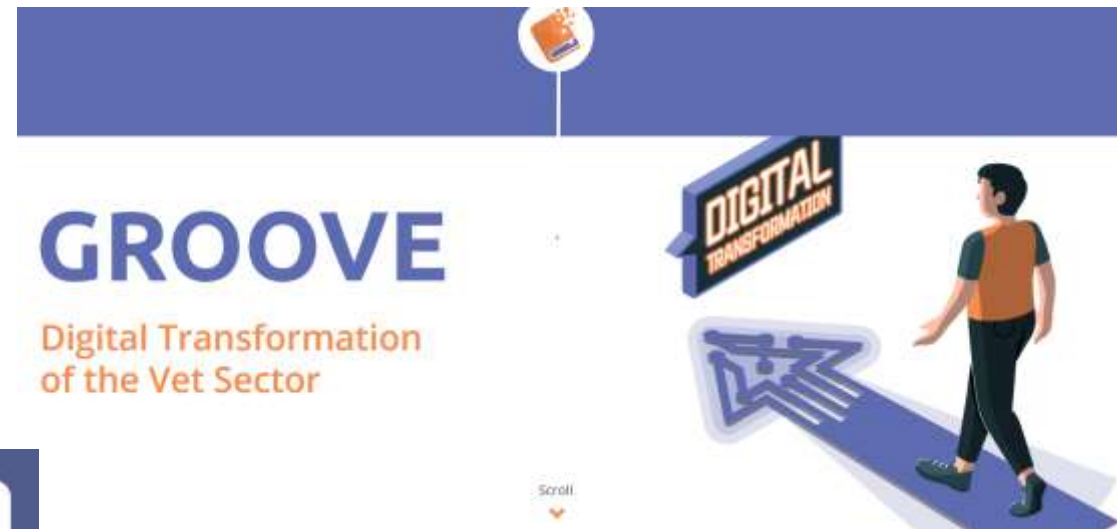 GROOVE
Digital Transformation
of the Vet Sector
DIGITAL
TRANSFORMATION
Scroll